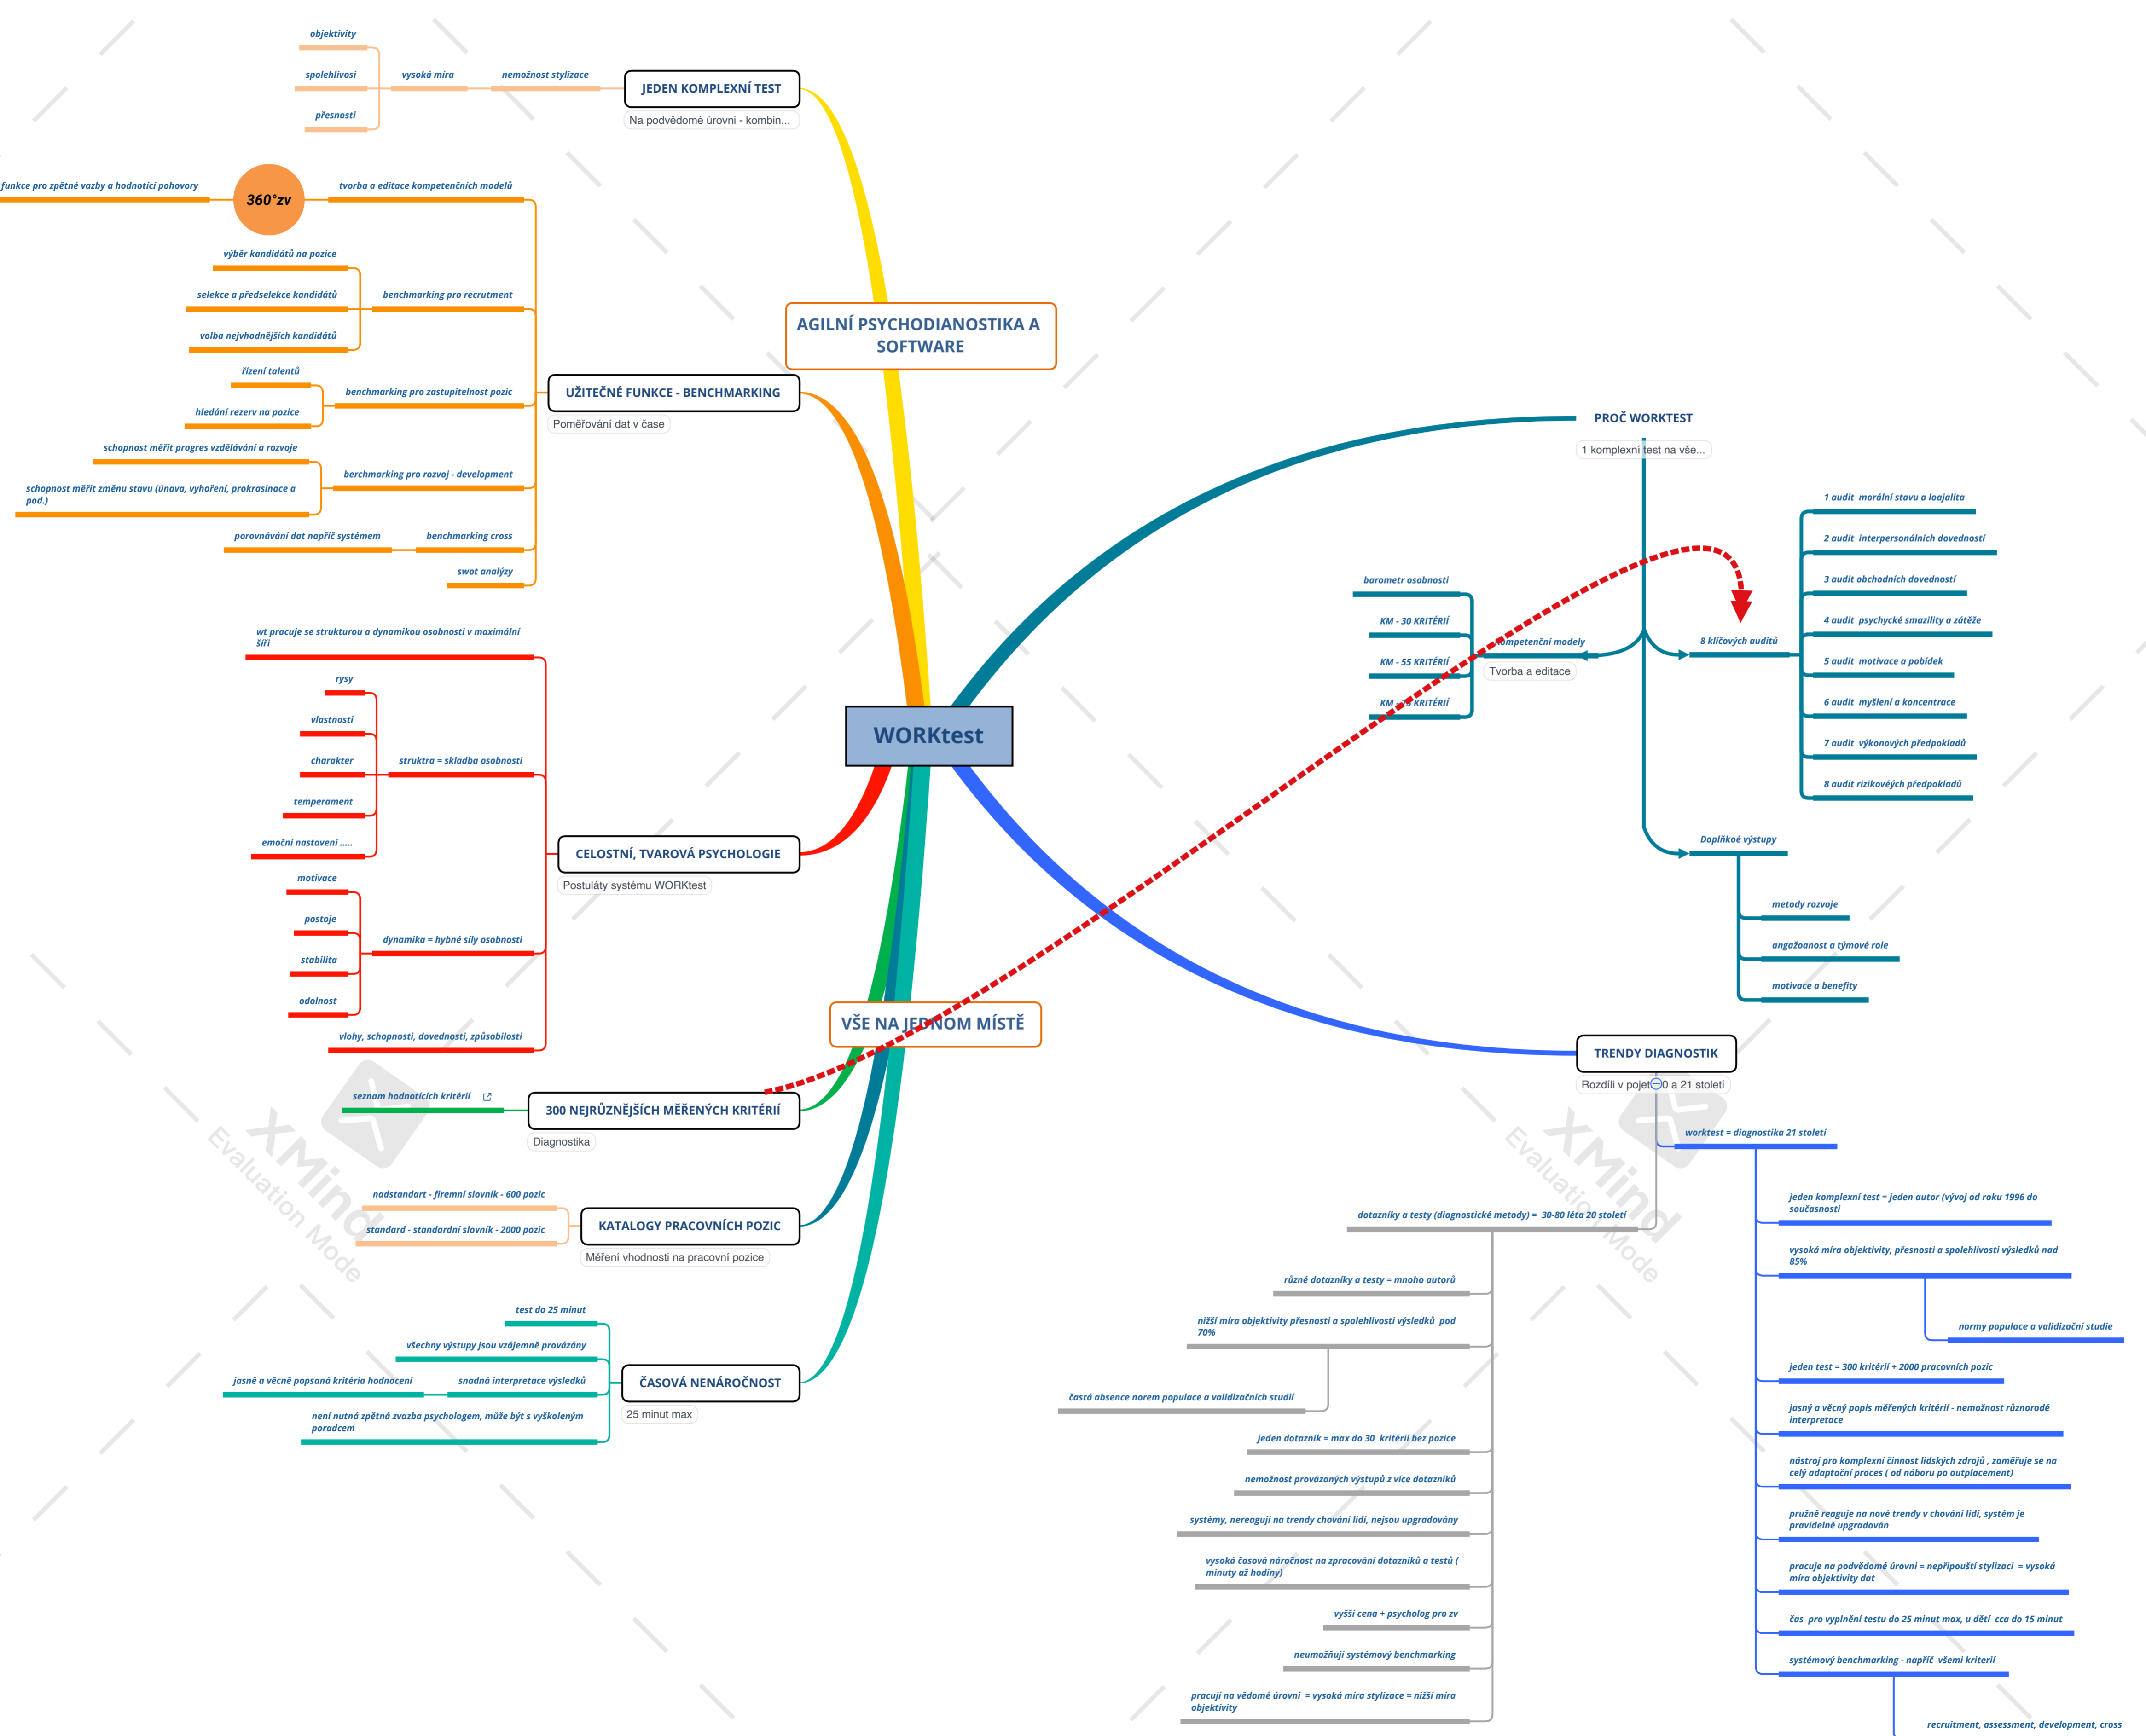 objektivity
spolehlivosi
přesnosti
vysoká míra
nemožnost stylizace
JEDEN KOMPLEXNÍ TEST
Na podvědomé úrovni - kombin...
funkce pro zpětné vazby a hodnotící pohovory
360°zv
tvorba a editace kompetenčních modelů
výběr kandidátů na pozice
selekce a předselekce kandidátů
volba nejvhodnějších kandidátů
benchmarking pro recrutment
řízení talentů
hledání rezerv na pozice
benchmarking pro zastupitelnost pozic
schopnost měřit progres vzdělávání a rozvoje
schopnost měřit změnu stavu (únava, vyhoření, prokrasinace a
pod.)
berchmarking pro rozvoj - development
porovnávání dat napříč systémem
benchmarking cross
swot analýzy
UŽITEČNÉ FUNKCE - BENCHMARKING
Poměřování dat v čase
AGILNÍ PSYCHODIANOSTIKA A
SOFTWARE
wt pracuje se strukturou a dynamikou osobnosti v maximální
šíři
rysy
vlastnosti
charakter
temperament
emoční nastavení .....
struktra = skladba osobnosti
motivace
postoje
stabilita
odolnost
dynamika = hybné síly osobnosti
vlohy, schopnosti, dovednosti, způsobilosti
CELOSTNÍ, TVAROVÁ PSYCHOLOGIE
Postuláty systému WORKtest
WORKtest
VŠE NA JEDNOM MÍSTĚ
seznam hodnotících kritérií
300 NEJRŮZNĚJŠÍCH MĚŘENÝCH KRITÉRIÍ
Diagnostika
nadstandart - firemní slovník - 600 pozic
standard - standardní slovník - 2000 pozic
KATALOGY PRACOVNÍCH POZIC
Měření vhodnosti na pracovní pozice
test do 25 minut
všechny výstupy jsou vzájemně provázány
jasně a věcně popsaná kritéria hodnocení
snadná interpretace výsledků
není nutná zpětná zvazba psychologem, může být s vyškoleným
poradcem
ČASOVÁ NENÁROČNOST
25 minut max
PROČ WORKTEST
1 komplexní test na vše...
barometr osobnosti
KM - 30 KRITÉRIÍ
KM - 55 KRITÉRIÍ
KM - 75 KRITÉRIÍ
kompetenční modely
Tvorba a editace
8 klíčových auditů
1 audit morální stavu a loajalita
2 audit interpersonálních dovedností
3 audit obchodních dovedností
4 audit psychycké smazility a zátěže
5 audit motivace a pobídek
6 audit myšlení a koncentrace
7 audit výkonových předpokladů
8 audit rizikovéých předpokladů
Doplňkoé výstupy
metody rozvoje
angažoanost a týmové role
motivace a benefity
TRENDY DIAGNOSTIK
Rozdíli v pojetí 20 a 21 století
worktest = diagnostika 21 století
jeden komplexní test = jeden autor (vývoj od roku 1996 do
současnosti
vysoká míra objektivity, přesnosti a spolehlivosti výsledků nad
85%
normy populace a validizační studie
jeden test = 300 kritérií + 2000 pracovních pozic
jasný a věcný popis měřených kritérií - nemožnost různorodé
interpretace
nástroj pro komplexní činnost lidských zdrojů , zaměřuje se na
celý adaptační proces ( od náboru po outplacement)
pružně reaguje na nové trendy v chování lidí, systém je
pravidelně upgradován
pracuje na podvědomé úrovni = nepřipouští stylizaci = vysoká
míra objektivity dat
čas pro vyplnění testu do 25 minut max, u dětí cca do 15 minut
systémový benchmarking - napříč všemi kriterií
recruitment, assessment, development, cross
dotazníky a testy (diagnostické metody) = 30-80 léta 20 století
různé dotazníky a testy = mnoho autorů
nižší míra objektivity přesnosti a spolehlivosti výsledků pod
70%
častá absence norem populace a validizačních studií
jeden dotazník = max do 30 kritérií bez pozice
nemožnost provázaných výstupů z více dotazníků
systémy, nereagují na trendy chování lidí, nejsou upgradovány
vysoká časová náročnost na zpracování dotazníků a testů (
minuty až hodiny)
vyšší cena + psycholog pro zv
neumožňují systémový benchmarking
pracují na vědomé úrovni = vysoká míra stylizace = nižší míra
objektivity
XMind
Evaluation Mode
XMind
Evaluation Mode